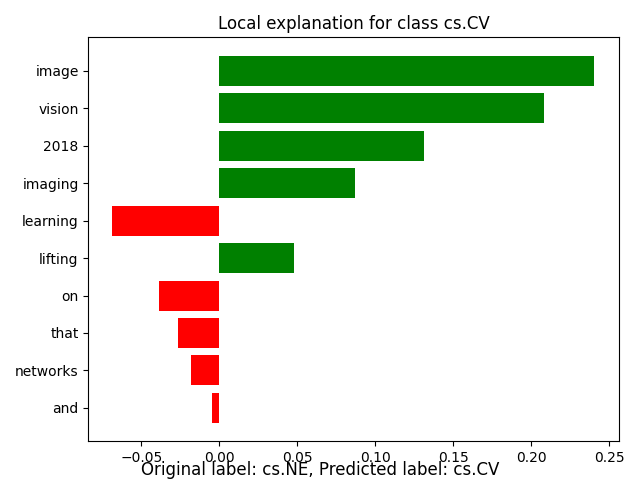 Local explanation for class cs.CV
image
vision
2018
imaging
learning
lifting
on
that
networks
and
−0.05 0.00 0.05 0.10 0.15 0.20 0.25
Original label: cs.NE, Predicted label: cs.CV